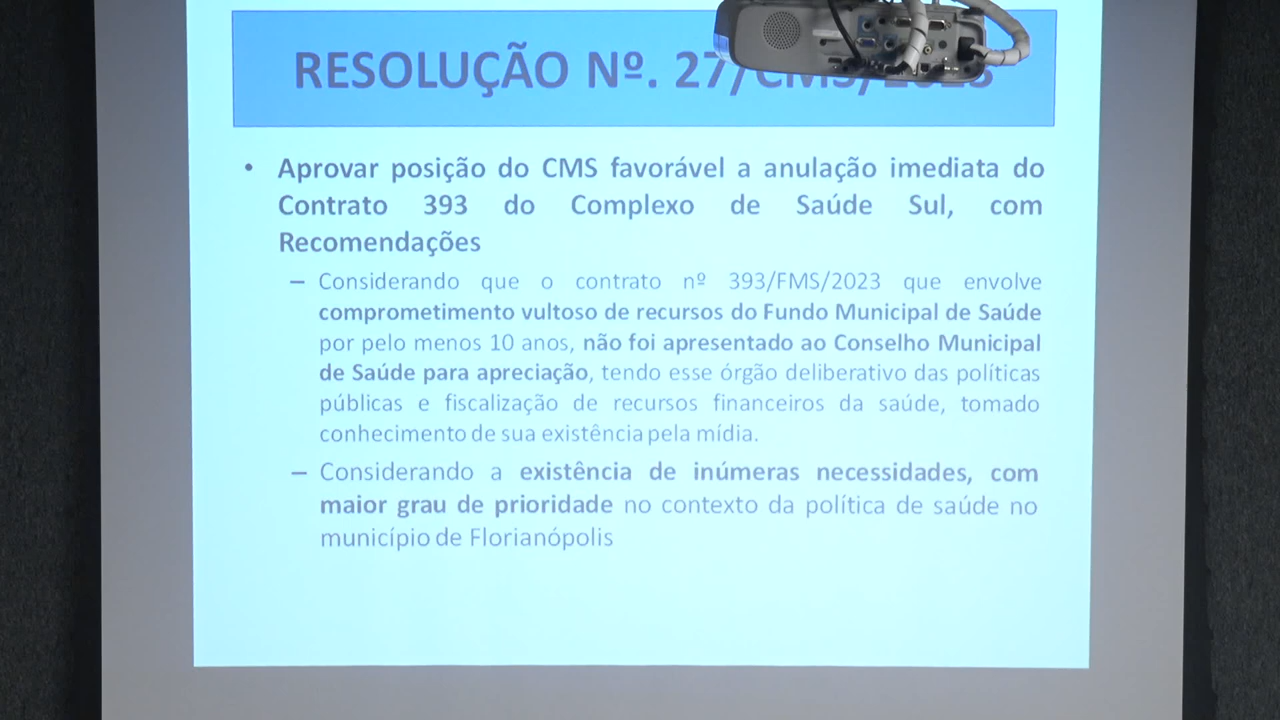 RESOLUÇÃO Nº. 27/CMS/2023
• Aprovar posição do CMS favorável a anulação imediata do
Contrato 393 do Complexo de Saúde Sul, com
Recomendações
– Considerando que o contrato nº 393/FMS/2023 que envolve
comprometimento vultoso de recursos do Fundo Municipal de Saúde
por pelo menos 10 anos, não foi apresentado ao Conselho Municipal
de Saúde para apreciação, tendo esse órgão deliberativo das políticas
públicas e fiscalização de recursos financeiros da saúde, tomado
conhecimento de sua existência pela mídia.
– Considerando a existência de inúmeras necessidades, com
maior grau de prioridade no contexto da política de saúde no
município de Florianópolis